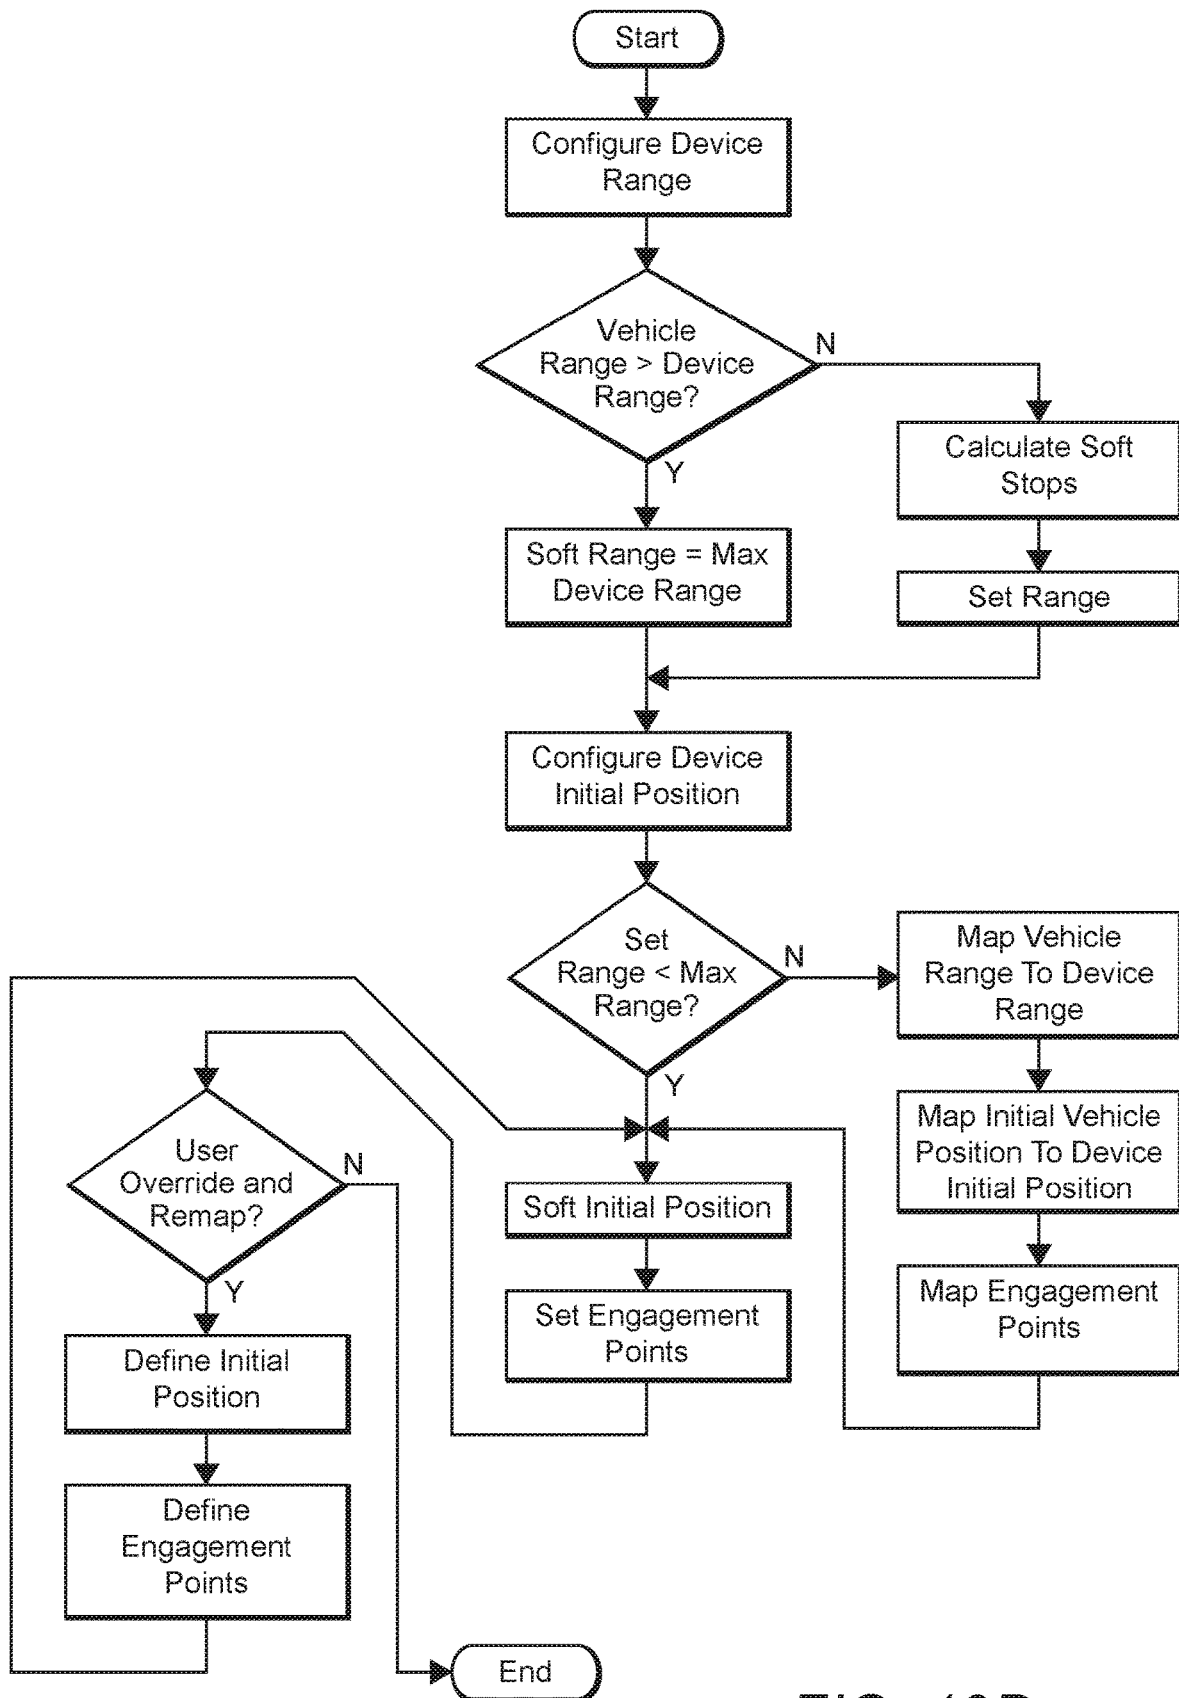 Start
Configure Device
Range
Vehicle
Range > Device
Range?
N
Y
Calculate Soft
Stops
Soft Range = Max
Device Range
Set Range
Configure Device
Initial Position
Set
Range < Max
Range?
N
Y
Map Vehicle
Range To Device
Range
Map Initial Vehicle
Position To Device
Initial Position
Map Engagement
Points
Soft Initial Position
Set Engagement
Points
User
Override and
Remap?
N
Y
Define Initial
Position
Define
Engagement
Points
End